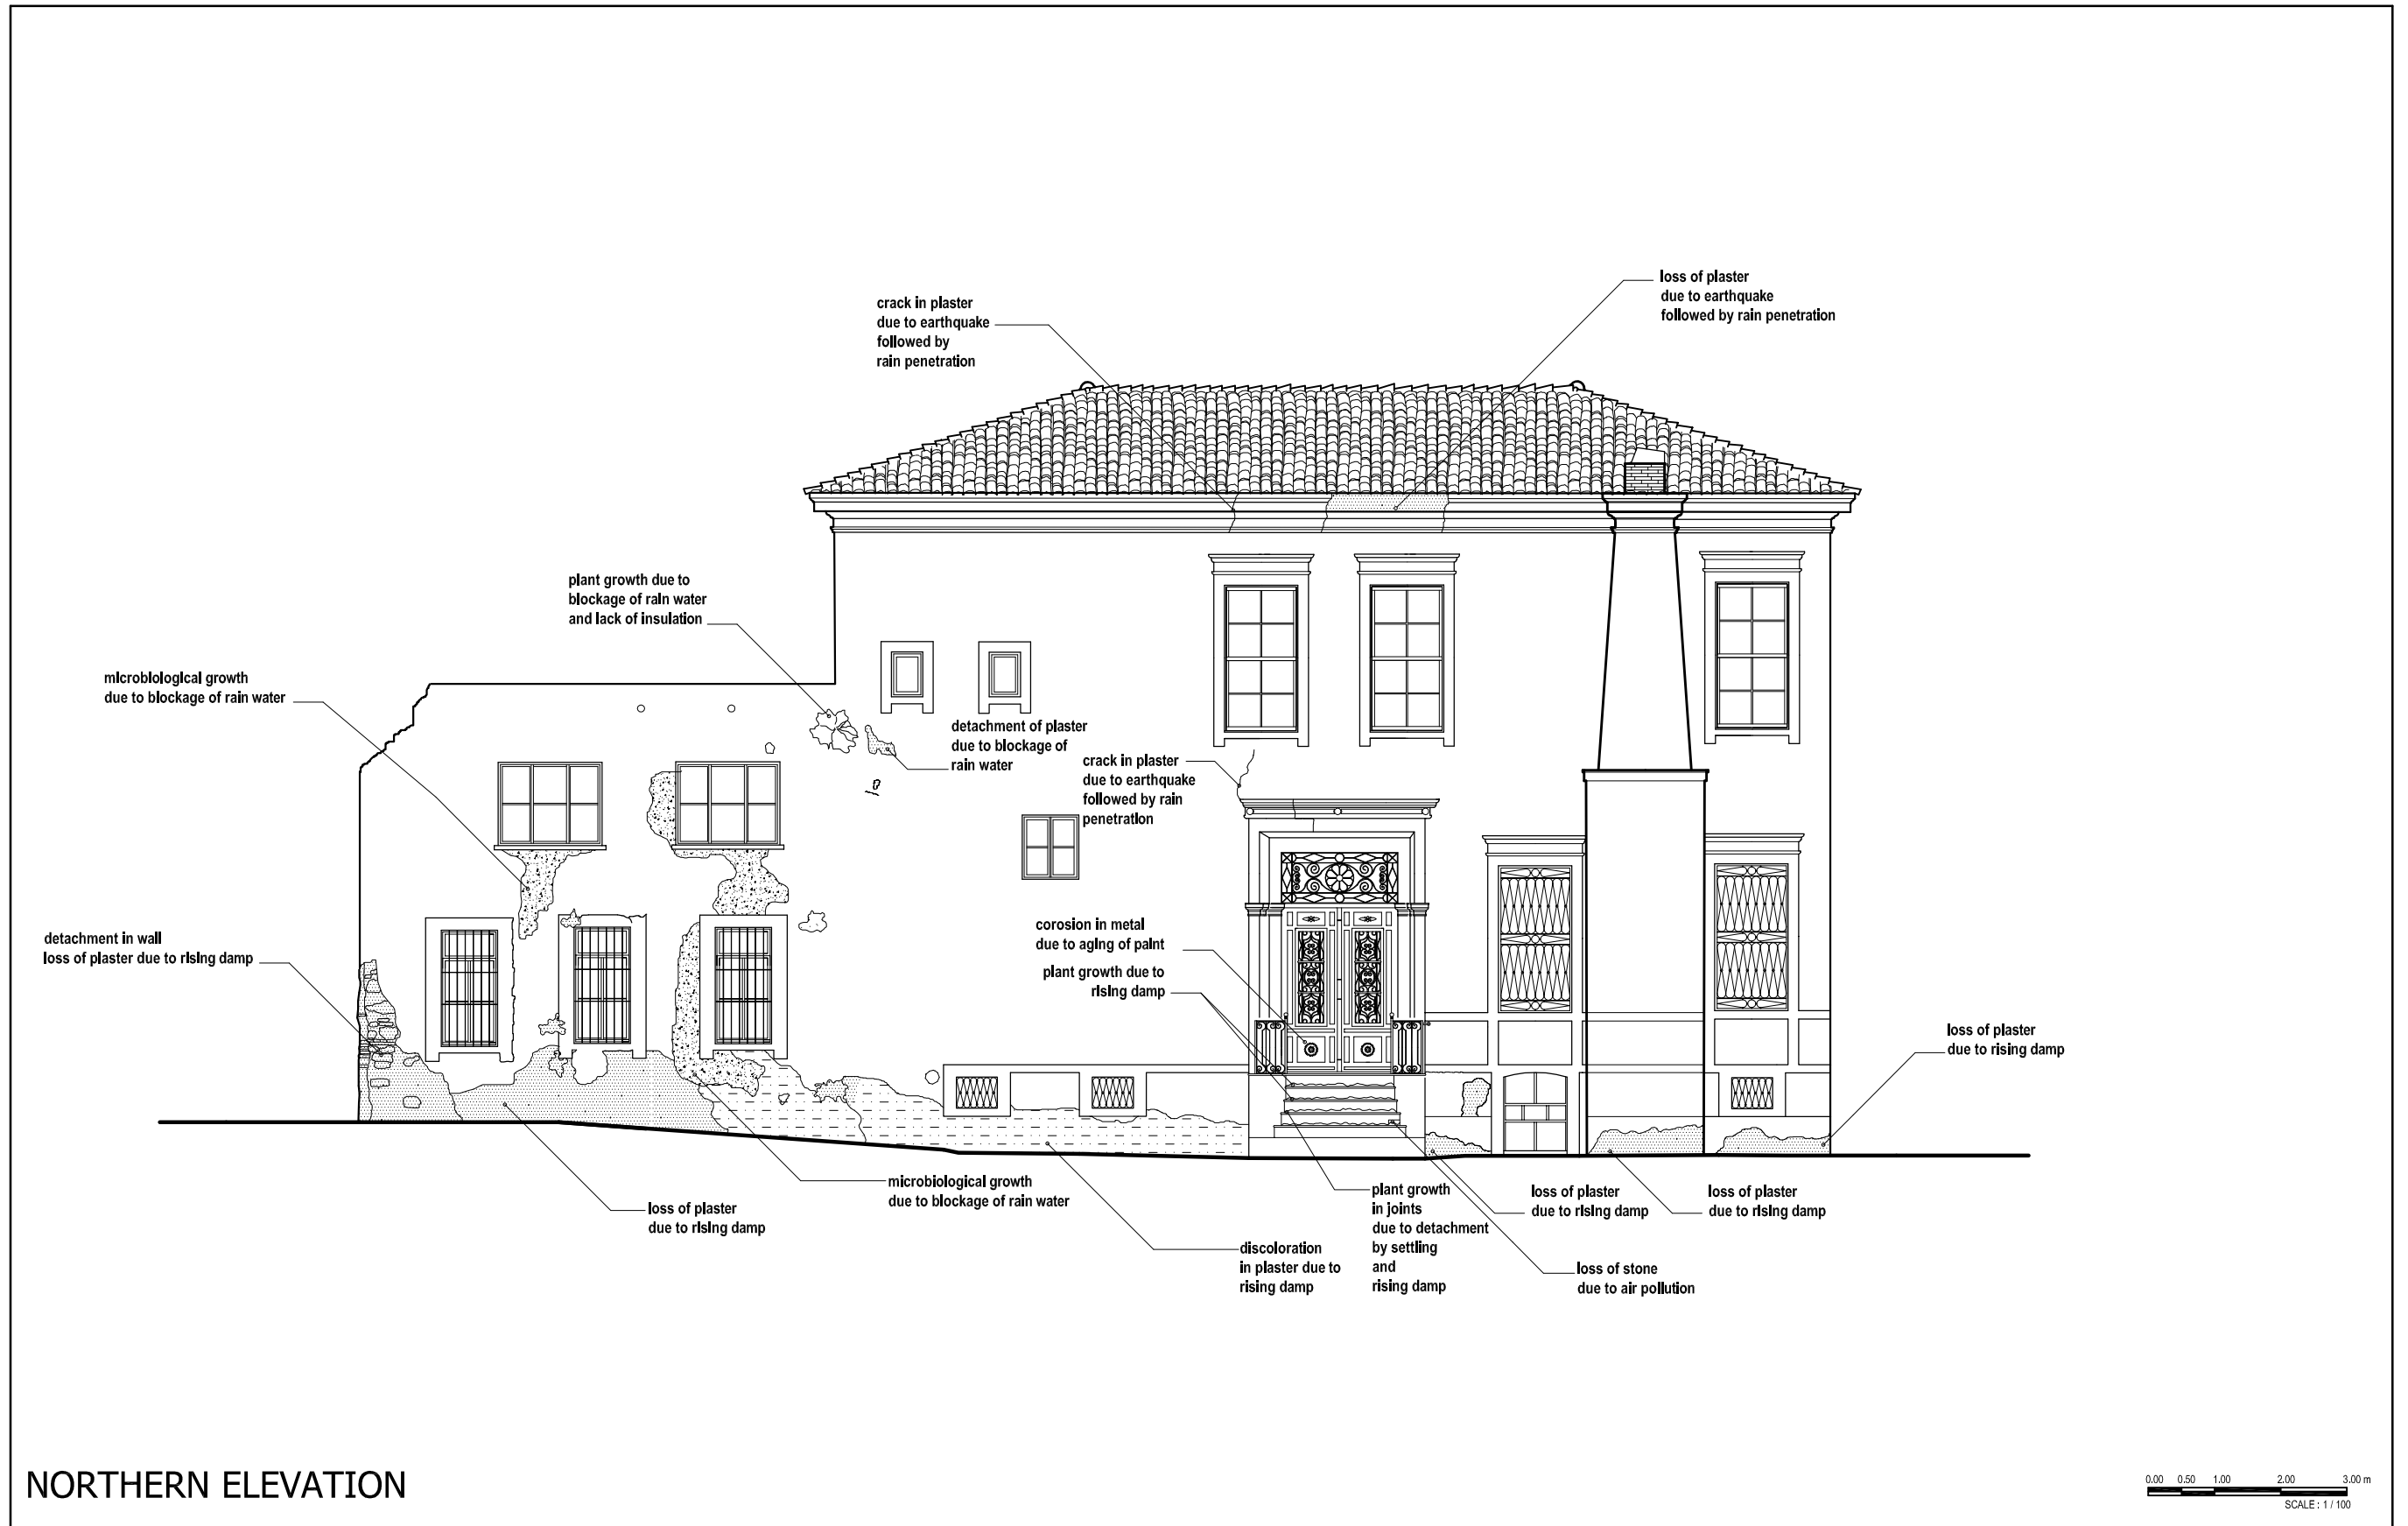 crack in plaster
due to earthquake
followed by
rain penetration
loss of plaster
due to earthquake
followed by rain penetration
plant growth due to
blockage of rain water
and lack of insulation
microbiological growth
due to blockage of rain water
detachment of plaster
due to blockage of
rain water
crack in plaster
due to earthquake
followed by rain
penetration
detachment in wall
loss of plaster due to rising damp
corosion in metal
due to aging of paint
plant growth due to
rising damp
loss of plaster
due to rising damp
loss of plaster
due to rising damp
microbiological growth
due to blockage of rain water
discoloration
in plaster due to
rising damp
plant growth
in joints
due to detachment
by settling
and
rising damp
loss of plaster
due to rising damp
loss of plaster
due to rising damp
loss of stone
due to air pollution
NORTHERN ELEVATION
0.00 0.50 1.00 2.00 3.00 m
SCALE : 1 / 100